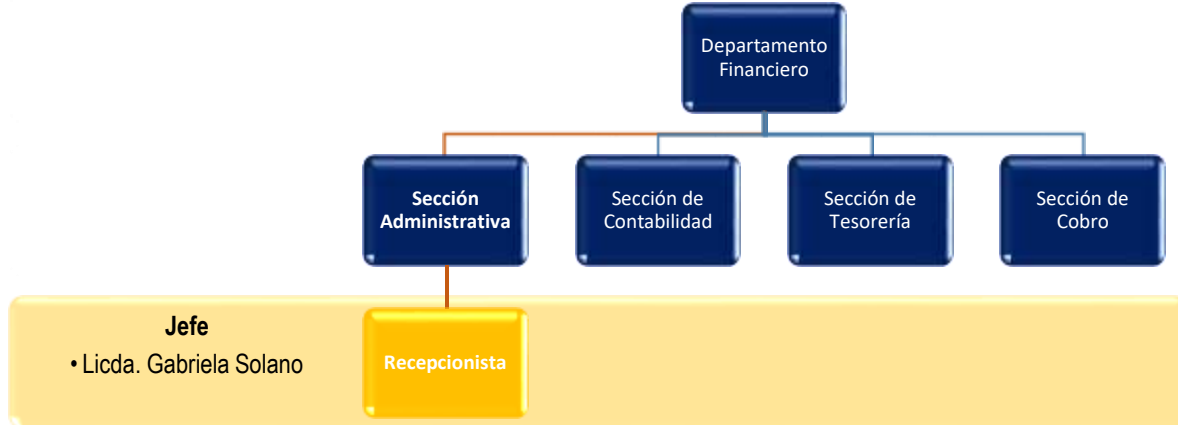 Departamento
Financiero
Sección
Administrativa
Sección de
Contabilidad
Sección de
Tesorería
Sección de
Cobro
Jefe
• Licda. Gabriela Solano
Recepcionista